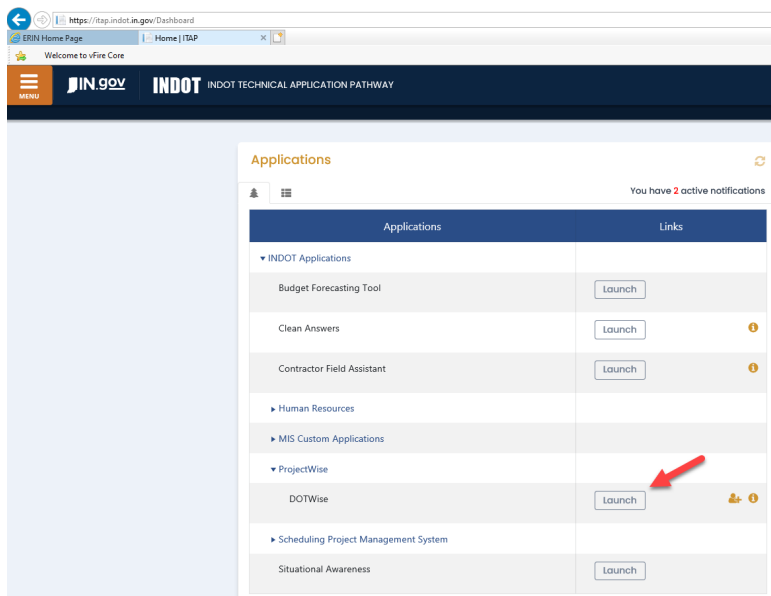 https://itap.indot.in.gov/Dashboard
ERIN Home Page
Home | ITAP
Welcome to vFire Core
MENU
IN.gov
INDOT
INDOT TECHNICAL APPLICATION PATHWAY
Applications
You have 2 active notifications
Applications
Links
INDOT Applications
Budget Forecasting Tool
Launch
Clean Answers
Launch
Contractor Field Assistant
Launch
Human Resources
MIS Custom Applications
ProjectWise
DOTWise
Launch
Scheduling Project Management System
Situational Awareness
Launch